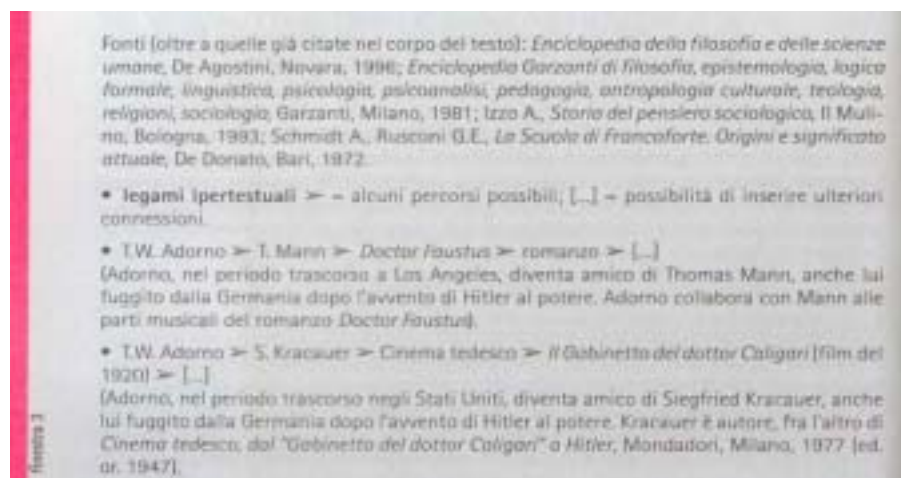 Fonti (oltre a quelle già citate nel corpo del testo): Enciclopedia della filosofia e delle scienze
umane, De Agostini, Novara, 1996; Enciclopedia Garzanti di filosofia, epistemologia, logica
formale, linguistica, psicologia, psicoanalisi, pedagogia, antropologia culturale, teologia,
religioni, sociologia, Garzanti, Milano, 1981; Izzo A., Storia del pensiero sociologico, Il Muli-
no, Bologna, 1993; Schmidt A., Rusconi G.E., La Scuola di Francoforte. Origini e significato
attuale, De Donato, Bari, 1972.
• legami ipertestuali ➢ = alcuni percorsi possibili; [...] = possibilità di inserire ulteriori
connessioni.
• T.W. Adorno ➢ T. Mann ➢ Doctor Faustus ➢ romanzo ➢ [...]
(Adorno, nel periodo trascorso a Los Angeles, diventa amico di Thomas Mann, anche lui
fuggito dalla Germania dopo l'avvento di Hitler al potere. Adorno collabora con Mann alle
parti musicali del romanzo Doctor Faustus).
• T.W. Adorno ➢ S. Kracauer ➢ Cinema tedesco ➢ Il Gabinetto del dottor Caligari [film del
1920] ➢ [...]
(Adorno, nel periodo trascorso negli Stati Uniti, diventa amico di Siegfried Kracauer, anche
lui fuggito dalla Germania dopo l'avvento di Hitler al potere. Kracauer è autore, fra l'altro di
Cinema tedesco, dal "Gabinetto del dottor Caligari" a Hitler, Mondadori, Milano, 1977 [ed.
or. 1947].
finestra 3